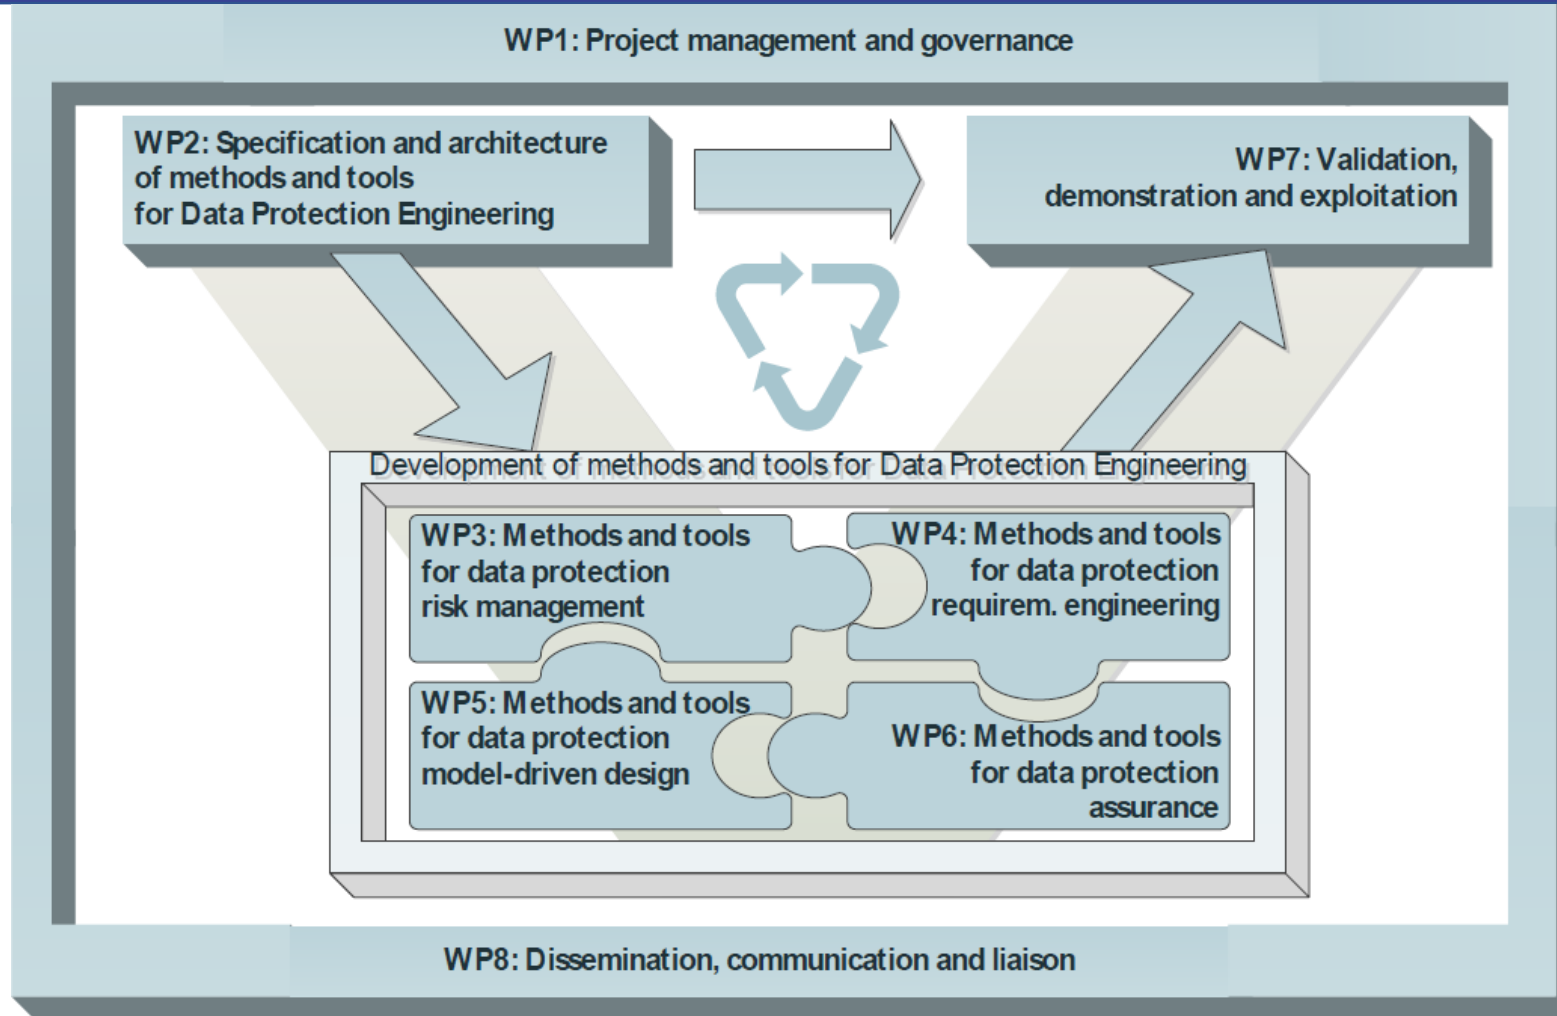 WP1: Project management and governance
WP2: Specification and architecture
of methods and tools
for Data Protection Engineering
WP7: Validation,
demonstration and exploitation
Development of methods and tools for Data Protection Engineering
WP3: Methods and tools
for data protection
risk management
WP4: Methods and tools
for data protection
requirem. engineering
WP5: Methods and tools
for data protection
model-driven design
WP6: Methods and tools
for data protection
assurance
WP8: Dissemination, communication and liaison